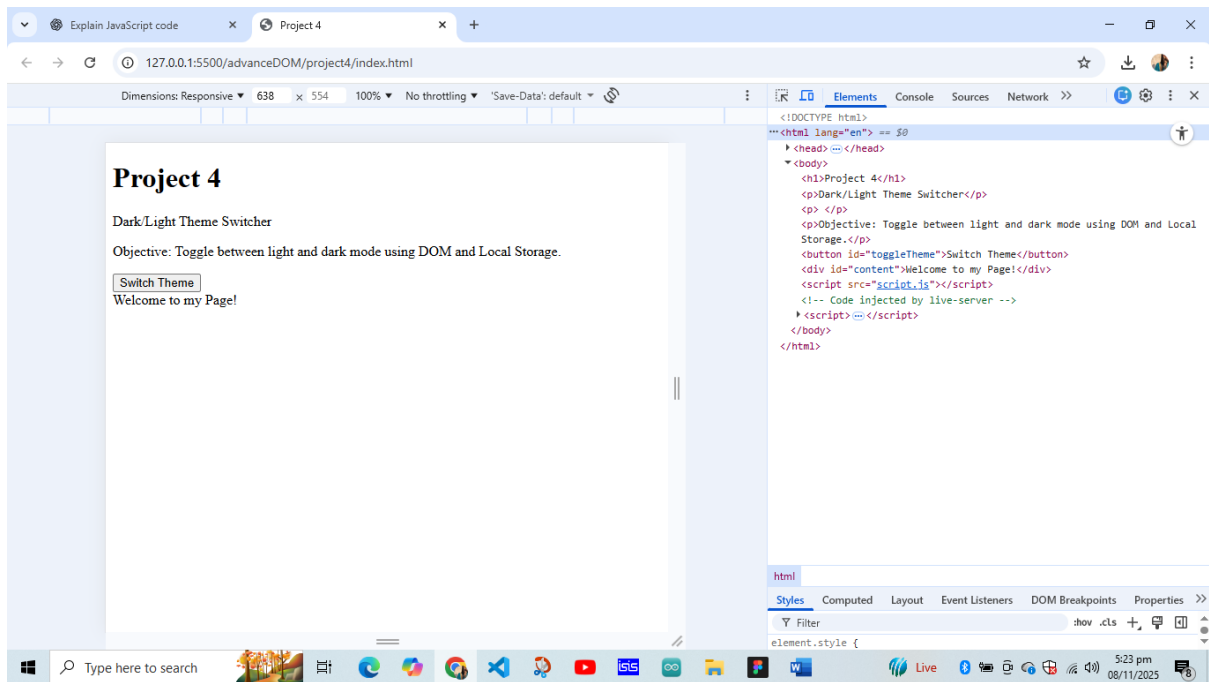 Explain JavaScript code
Project 4
127.0.0.1:5500/advanceDOM/project4/index.html
Dimensions: Responsive 638 x 554 100% No throttling 'Save-Data': default
Elements Console Sources Network
Project 4
Dark/Light Theme Switcher
Objective: Toggle between light and dark mode using DOM and Local Storage.
Switch Theme
Welcome to my Page!
<!DOCTYPE html>
<html lang="en"> == $0
<head> </head>
<body>
<h1>Project 4</h1>
<p>Dark/Light Theme Switcher</p>
<p> </p>
<p>Objective: Toggle between light and dark mode using DOM and Local
Storage.</p>
<button id="toggleTheme">Switch Theme</button>
<div id="content">Welcome to my Page!</div>
<script src="script.js"></script>
<!-- Code injected by live-server -->
<script> </script>
</body>
</html>
html
Styles Computed Layout Event Listeners DOM Breakpoints Properties
Filter :hov .cls
element.style {
Type here to search
isis
Live
5:23 pm
08/11/2025
8